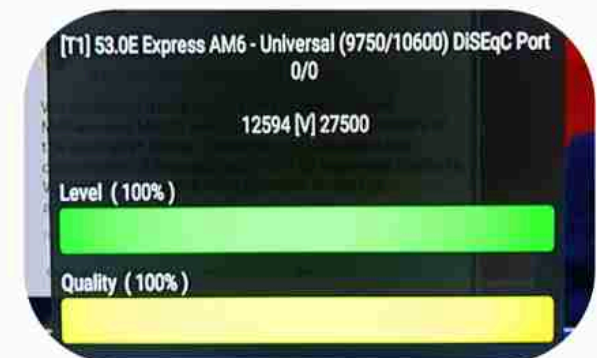 [T1] 53.0E Express AM6 - Universal (9750/10600) DiSEqC Port
0/0
12594 [V] 27500
Level (100%)
Quality (100%)